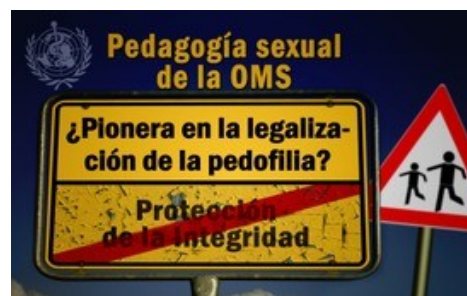 Pedagogía sexual
de la OMS
¿Pionera en la legaliza-
ción de la pedofilia?
Protección
de la integridad